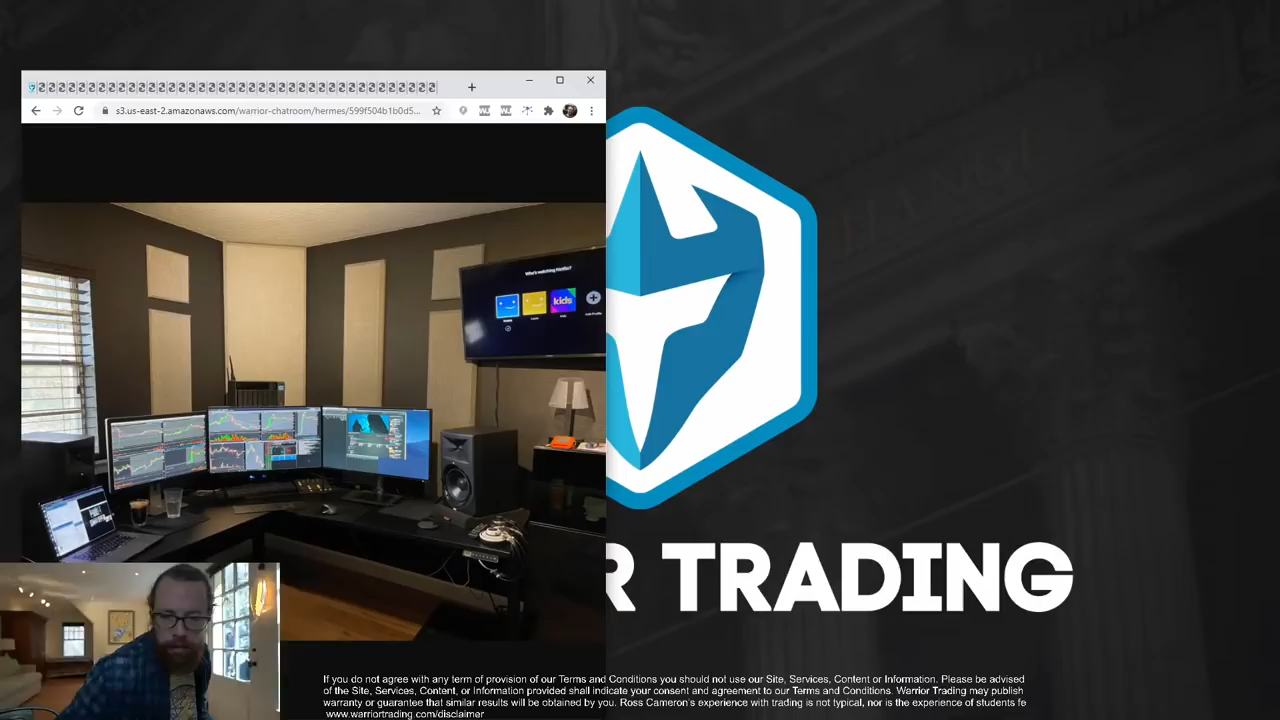 s3.us-east-2.amazonaws.com/warrior-chatroom/hermes/599f504b1b0d5...
Who's watching Netflix?
kids
R TRADING
If you do not agree with any term of provision of our Terms and Conditions you should not use our Site, Services, Content or Information. Please be advised
of the Site, Services, Content, or Information provided shall indicate your consent and agreement to our Terms and Conditions. Warrior Trading may publish
warranty or guarantee that similar results will be obtained by you. Ross Cameron's experience with trading is not typical, nor is the experience of students fe
www.warriortrading.com/disclaimer